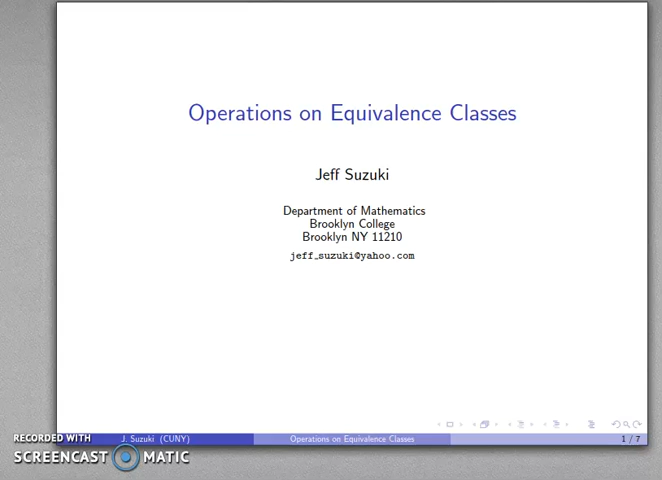 Operations on Equivalence Classes
Jeff Suzuki
Department of Mathematics
Brooklyn College
Brooklyn NY 11210
jeff_suzuki@yahoo.com
RECORDED WITH
SCREENCAST MATIC
J. Suzuki (CUNY)
Operations on Equivalence Classes
1 / 7